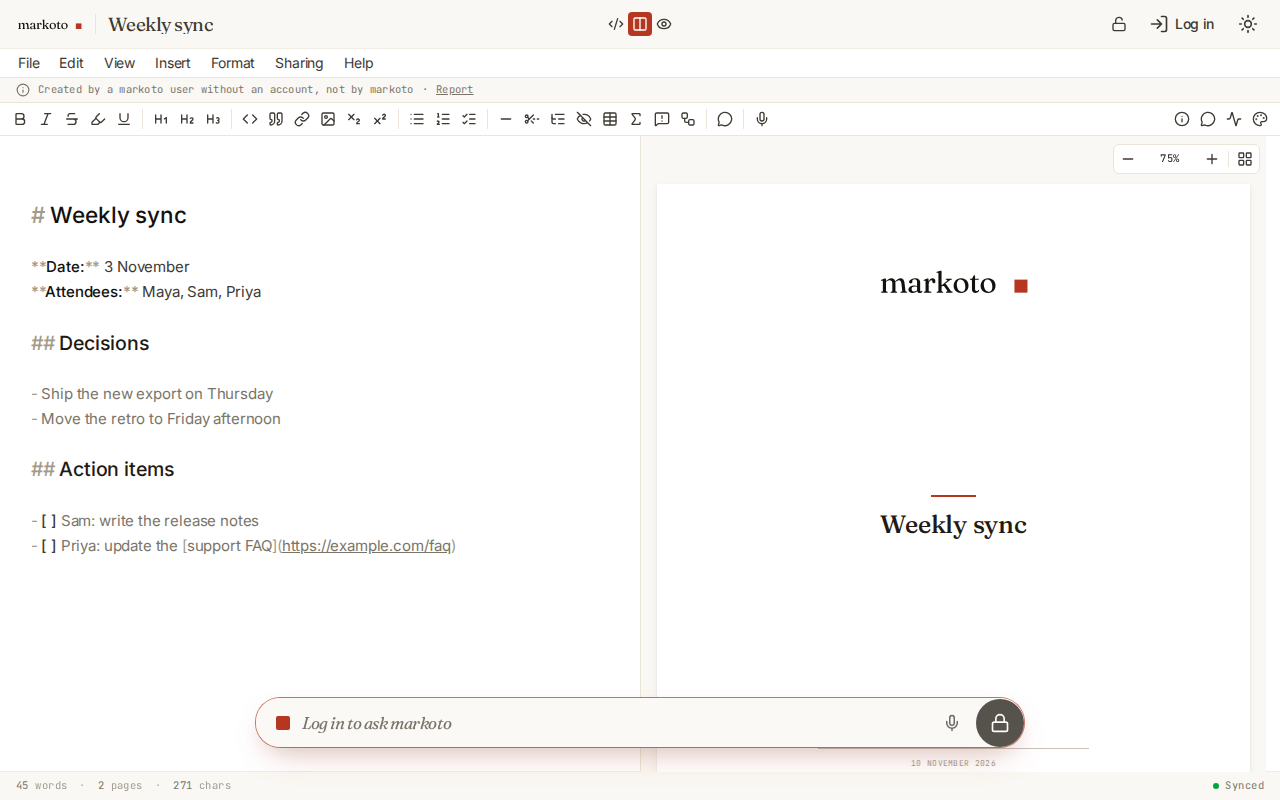 markoto
Weekly sync
Log in
File Edit View Insert Format Sharing Help
Created by a markoto user without an account, not by markoto · Report
H1 H2 H3
75%
# Weekly sync
**Date:** 3 November
**Attendees:** Maya, Sam, Priya
## Decisions
- Ship the new export on Thursday
- Move the retro to Friday afternoon
## Action items
- [ ] Sam: write the release notes
- [ ] Priya: update the [support FAQ](https://example.com/faq)
markoto
Weekly sync
10 NOVEMBER 2026
Log in to ask markoto
45 words · 2 pages · 271 chars
Synced